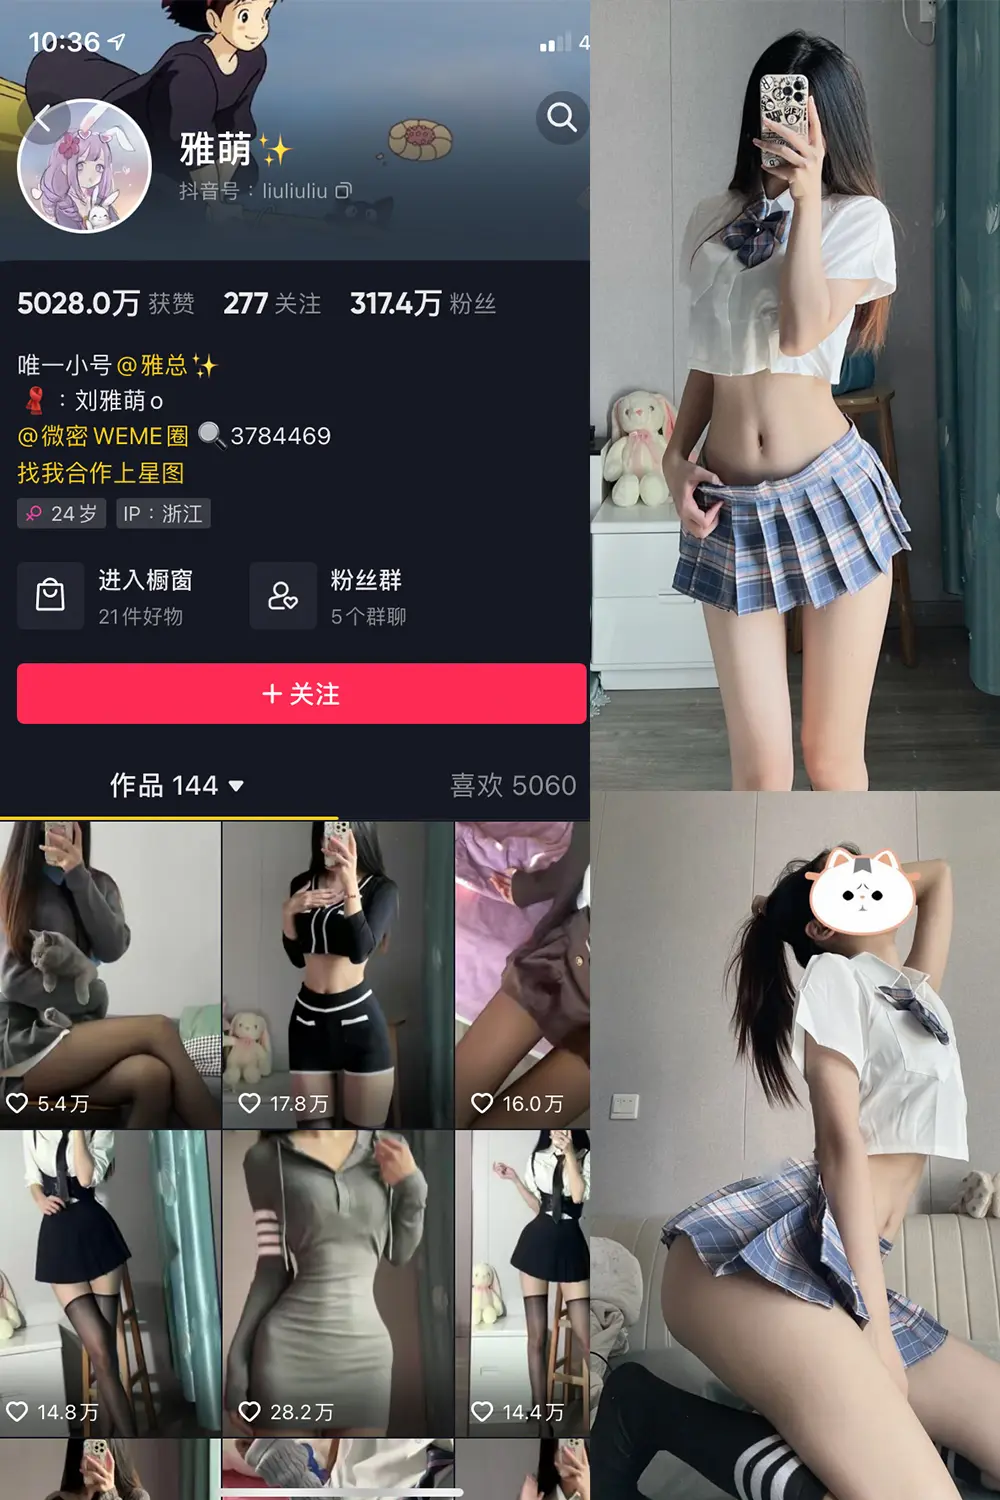 10:36
4
雅萌✨
抖音号：liuliuliu
5028.0万 获赞 277 关注 317.4万 粉丝
唯一小号@雅总✨
：刘雅萌o
@微密WEME圈🔍3784469
找我合作上星图
24岁 IP：浙江
进入橱窗
21件好物
粉丝群
5个群聊
+ 关注
作品 144 喜欢 5060
5.4万 17.8万 16.0万
14.8万 28.2万 14.4万